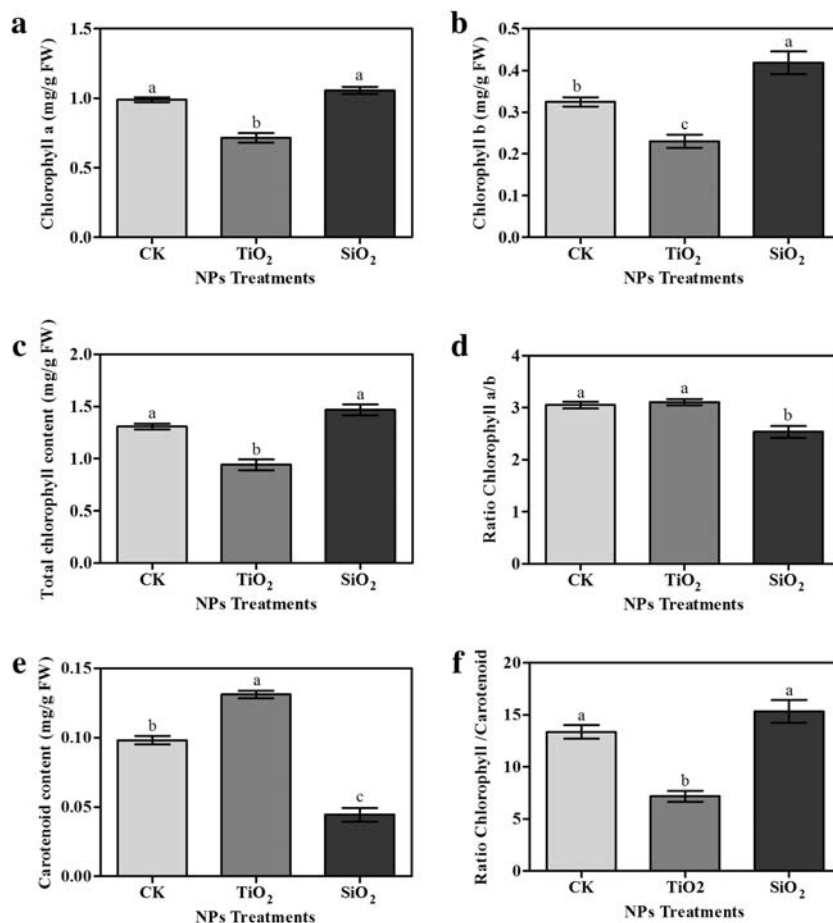 a
Chlorophyll a (mg/g FW)
1.5
1.0
0.5
0.0
a
b
a
CK
TiO₂
SiO₂
NPs Treatments
b
Chlorophyll b (mg/g FW)
0.5
0.4
0.3
0.2
0.1
0.0
b
c
a
CK
TiO₂
SiO₂
NPs Treatments
c
Total chlorophyll content (mg/g FW)
2.0
1.5
1.0
0.5
0.0
a
b
a
CK
TiO₂
SiO₂
NPs Treatments
d
Ratio Chlorophyll a/b
4
3
2
1
0
a
a
b
CK
TiO₂
SiO₂
NPs Treatments
e
Carotenoid content (mg/g FW)
0.15
0.10
0.05
0.00
b
a
c
CK
TiO₂
SiO₂
NPs Treatments
f
Ratio Chlorophyll /Carotenoid
20
15
10
5
0
a
b
a
CK
TiO2
SiO₂
NPs Treatments